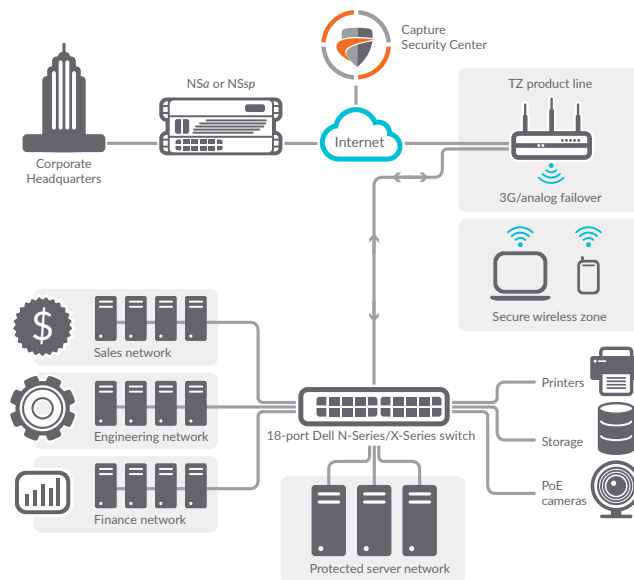 Capture
Security Center
NSa or NSsp
TZ product line
Internet
Corporate
Headquarters
3G/analog failover
Secure wireless zone
$
Sales network
Printers
Engineering network
18-port Dell N-Series/X-Series switch
Storage
PoE
cameras
Finance network
Protected server network